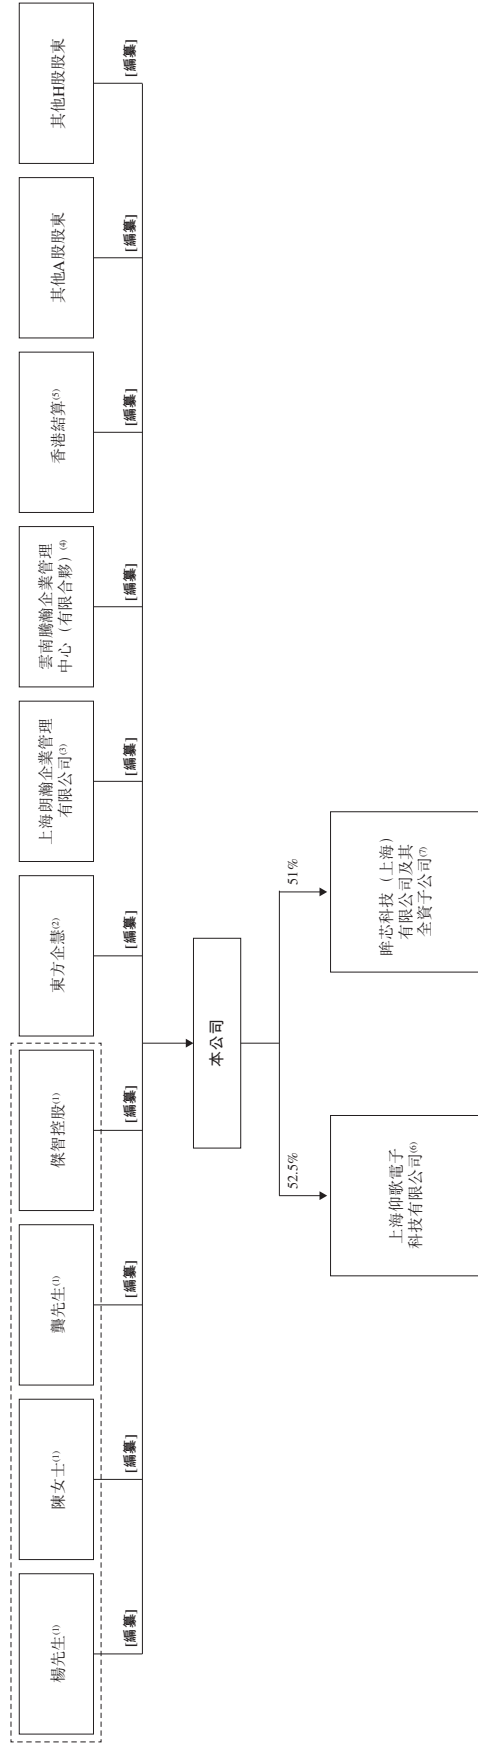 楊先生(1)
陳女士(1)
龔先生(1)
傑智控股(1)
東方企慧(2)
上海朗瀚企業管理
有限公司(3)
雲南騰瀚企業管理
中心（有限合夥）(4)
香港結算(5)
其他A股股東
其他H股股東
[編纂]
[編纂]
[編纂]
[編纂]
[編纂]
[編纂]
[編纂]
[編纂]
[編纂]
[編纂]
本公司
52.5%
51%
上海仰歌電子
科技有限公司(6)
眸芯科技（上海）
有限公司及其
全資子公司(7)